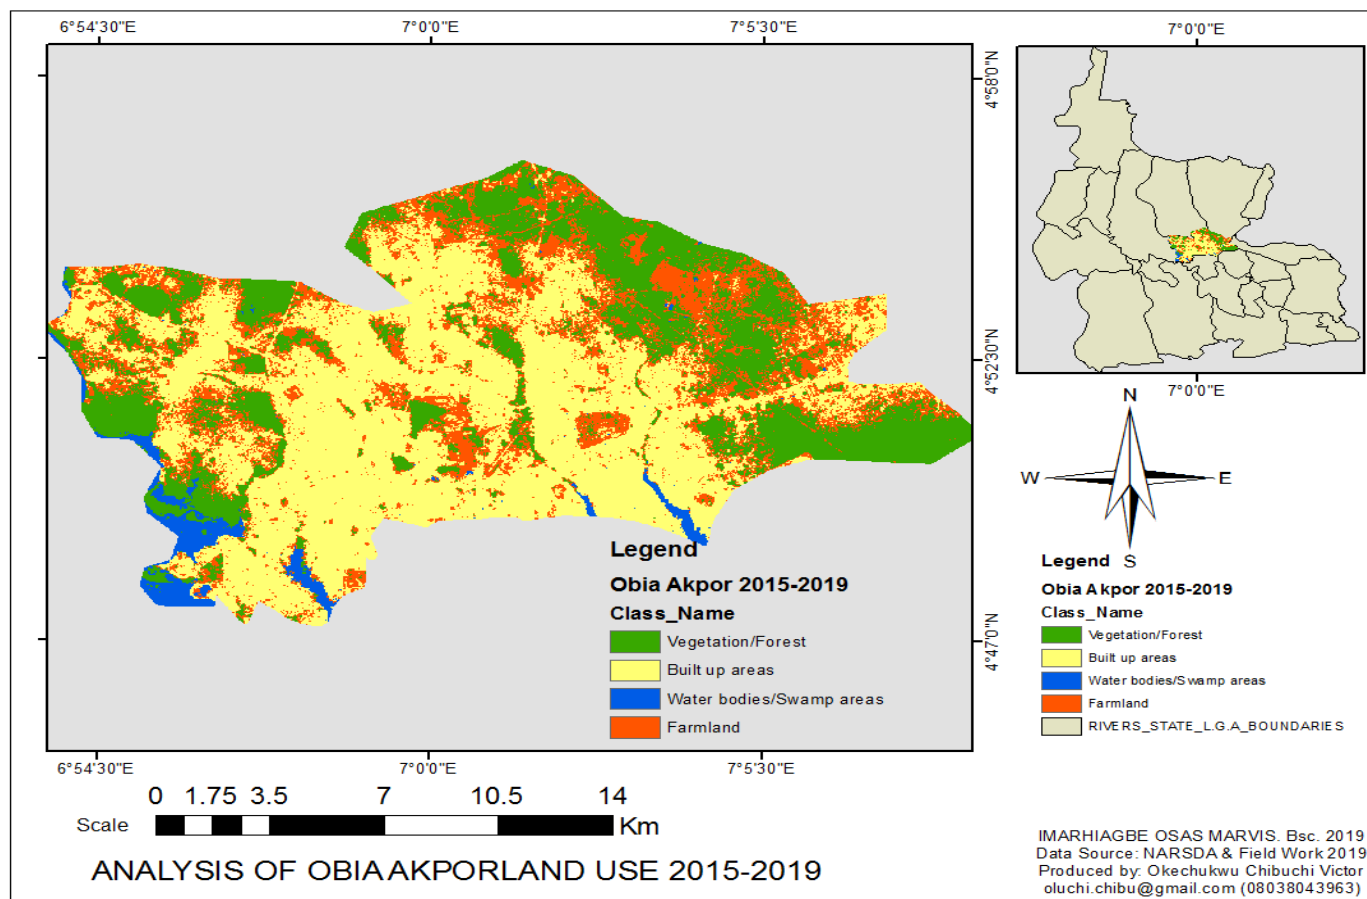 6°54'30"E 7°0'0"E 7°5'30"E
7°0'0"E
4°58'0"N
4°52'30"N
4°47'0"N
Legend
Obia Akpor 2015-2019
Class_Name
Vegetation/Forest
Built up areas
Water bodies/Swamp areas
Farmland
6°54'30"E 7°0'0"E 7°5'30"E
7°0'0"E
N
W E
S
Legend
Obia Akpor 2015-2019
Class_Name
Vegetation/Forest
Built up areas
Water bodies/Swamp areas
Farmland
RIVERS_STATE_L.G.A_BOUNDARIES
0 1.75 3.5 7 10.5 14
Scale Km
ANALYSIS OF OBIA AKPORLAND USE 2015-2019
IMARHIAGBE OSAS MARVIS. Bsc. 2019
Data Source: NARSDA & Field Work 2019
Produced by: Okechukwu Chibuchi Victor
oluchi.chibu@gmail.com (08038043963)